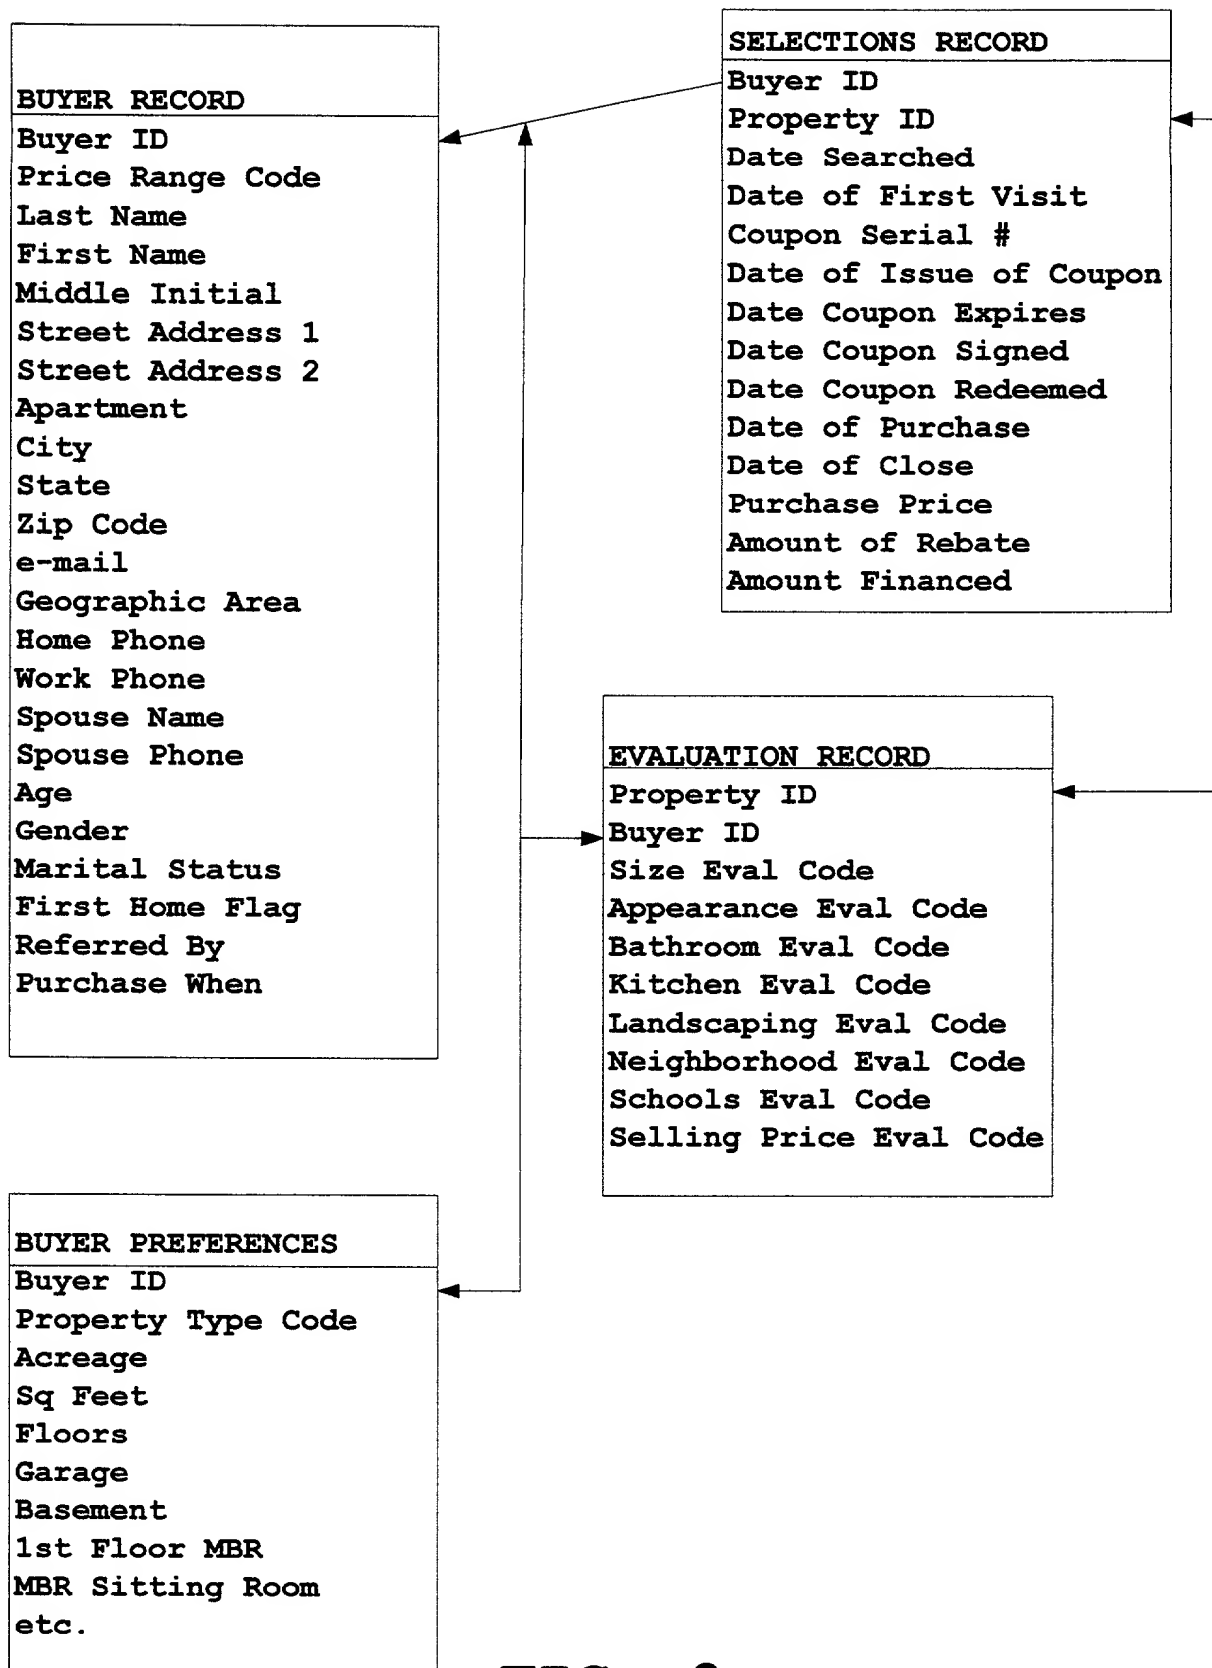 BUYER RECORD
Buyer ID
Price Range Code
Last Name
First Name
Middle Initial
Street Address 1
Street Address 2
Apartment
City
State
Zip Code
e-mail
Geographic Area
Home Phone
Work Phone
Spouse Name
Spouse Phone
Age
Gender
Marital Status
First Home Flag
Referred By
Purchase When
SELECTIONS RECORD
Buyer ID
Property ID
Date Searched
Date of First Visit
Coupon Serial #
Date of Issue of Coupon
Date Coupon Expires
Date Coupon Signed
Date Coupon Redeemed
Date of Purchase
Date of Close
Purchase Price
Amount of Rebate
Amount Financed
EVALUATION RECORD
Property ID
Buyer ID
Size Eval Code
Appearance Eval Code
Bathroom Eval Code
Kitchen Eval Code
Landscaping Eval Code
Neighborhood Eval Code
Schools Eval Code
Selling Price Eval Code
BUYER PREFERENCES
Buyer ID
Property Type Code
Acreage
Sq Feet
Floors
Garage
Basement
1st Floor MBR
MBR Sitting Room
etc.